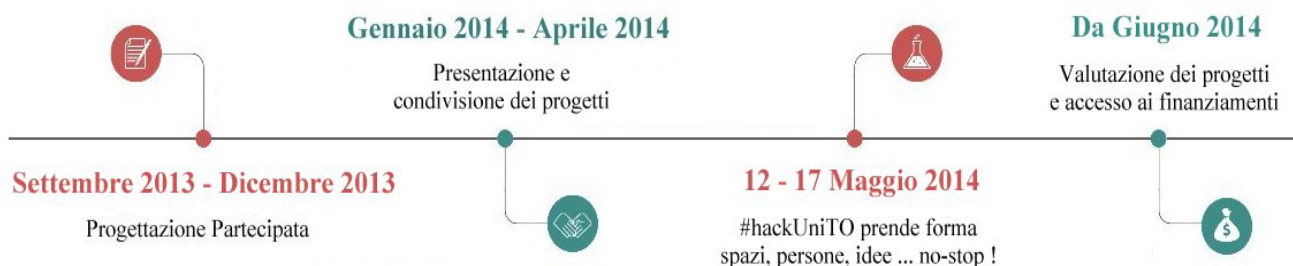 Settembre 2013 - Dicembre 2013
Progettazione Partecipata
Gennaio 2014 - Aprile 2014
Presentazione e
condivisione dei progetti
12 - 17 Maggio 2014
#hackUniTO prende forma
spazi, persone, idee ... no-stop !
Da Giugno 2014
Valutazione dei progetti
e accesso ai finanziamenti
$